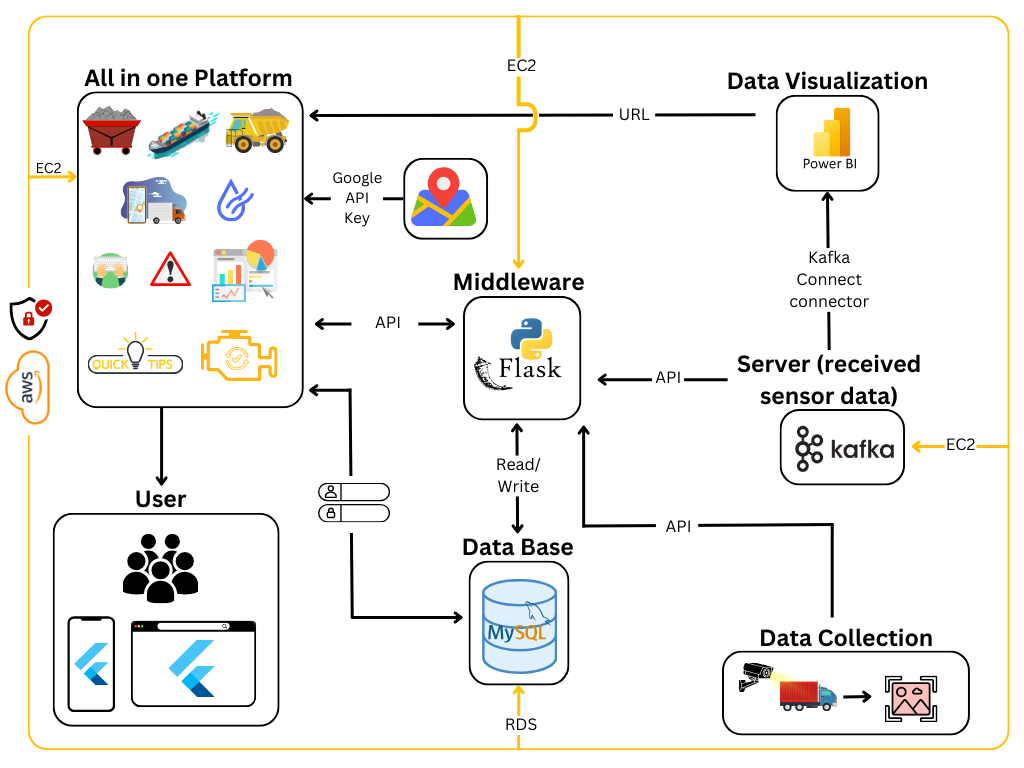 EC2
All in one Platform
Data Visualization
URL
Power BI
EC2
Google
API
Key
Kafka
Connect
connector
Middleware
API
Flask
Server (received
sensor data)
API
aws
QUICK TIPS
kafka
EC2
Read/
Write
User
API
Data Base
MySQL
Data Collection
RDS